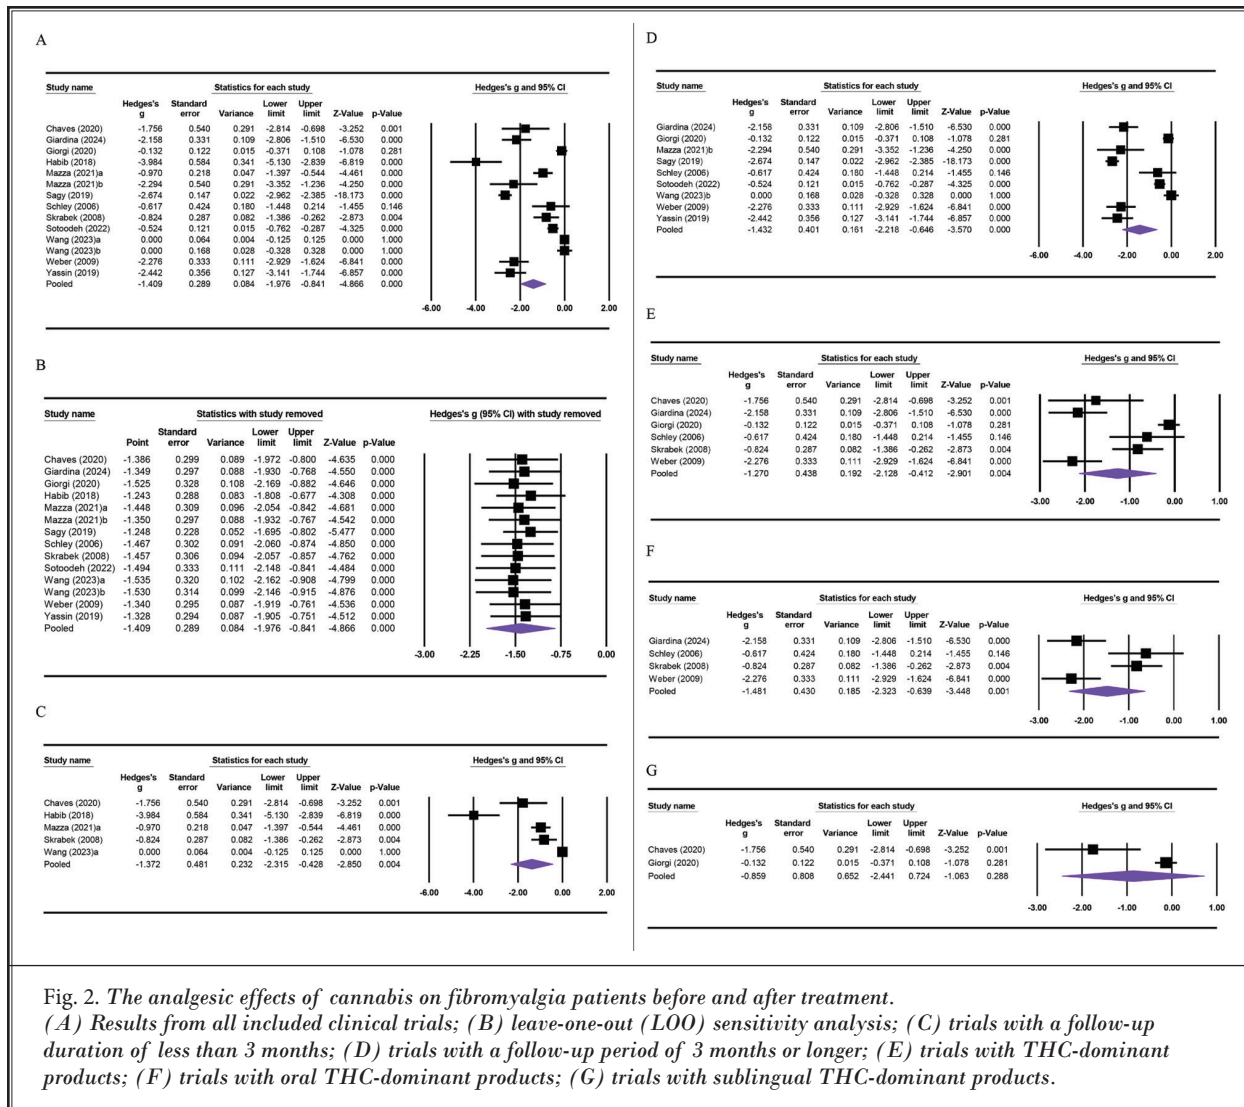 A
Study name Statistics for each study Hedges's g and 95% CI
Hedges's Standard Lower Upper
g error Variance limit limit Z-Value p-Value
Chaves (2020) -1.756 0.540 0.291 -2.814 -0.698 -3.252 0.001
Giardina (2024) -2.158 0.331 0.109 -2.806 -1.510 -6.530 0.000
Giorgi (2020) -0.132 0.122 0.015 -0.371 0.108 -1.078 0.281
Habib (2018) -3.984 0.584 0.341 -5.130 -2.839 -6.819 0.000
Mazza (2021)a -0.970 0.218 0.047 -1.397 -0.544 -4.461 0.000
Mazza (2021)b -2.294 0.540 0.291 -3.352 -1.236 -4.250 0.000
Sagy (2019) -2.674 0.147 0.022 -2.962 -2.385 -18.173 0.000
Schley (2006) -0.617 0.424 0.180 -1.448 0.214 -1.455 0.146
Skrabek (2008) -0.824 0.287 0.082 -1.386 -0.262 -2.873 0.004
Sotoodeh (2022) -0.524 0.121 0.015 -0.762 -0.287 -4.325 0.000
Wang (2023)a 0.000 0.064 0.004 -0.125 0.125 0.000 1.000
Wang (2023)b 0.000 0.168 0.028 -0.328 0.328 0.000 1.000
Weber (2009) -2.276 0.333 0.111 -2.929 -1.624 -6.841 0.000
Yassin (2019) -2.442 0.356 0.127 -3.141 -1.744 -6.857 0.000
Pooled -1.409 0.289 0.084 -1.976 -0.841 -4.866 0.000
-6.00 -4.00 -2.00 0.00 2.00
B
Study name Statistics with study removed Hedges's g (95% CI) with study removed
Standard Lower Upper
Point error Variance limit limit Z-Value p-Value
Chaves (2020) -1.386 0.299 0.089 -1.972 -0.800 -4.635 0.000
Giardina (2024) -1.349 0.297 0.088 -1.930 -0.768 -4.550 0.000
Giorgi (2020) -1.525 0.328 0.108 -2.169 -0.882 -4.646 0.000
Habib (2018) -1.243 0.288 0.083 -1.808 -0.677 -4.308 0.000
Mazza (2021)a -1.448 0.309 0.096 -2.054 -0.842 -4.681 0.000
Mazza (2021)b -1.350 0.297 0.088 -1.932 -0.767 -4.542 0.000
Sagy (2019) -1.248 0.228 0.052 -1.695 -0.802 -5.477 0.000
Schley (2006) -1.467 0.302 0.091 -2.060 -0.874 -4.850 0.000
Skrabek (2008) -1.457 0.306 0.094 -2.057 -0.857 -4.762 0.000
Sotoodeh (2022) -1.494 0.333 0.111 -2.148 -0.841 -4.484 0.000
Wang (2023)a -1.535 0.320 0.102 -2.162 -0.908 -4.799 0.000
Wang (2023)b -1.530 0.314 0.099 -2.146 -0.915 -4.876 0.000
Weber (2009) -1.340 0.295 0.087 -1.919 -0.761 -4.536 0.000
Yassin (2019) -1.328 0.294 0.087 -1.905 -0.751 -4.512 0.000
Pooled -1.409 0.289 0.084 -1.976 -0.841 -4.866 0.000
-3.00 -2.25 -1.50 -0.75 0.00
C
Study name Statistics for each study Hedges's g and 95% CI
Hedges's Standard Lower Upper
g error Variance limit limit Z-Value p-Value
Chaves (2020) -1.756 0.540 0.291 -2.814 -0.698 -3.252 0.001
Habib (2018) -3.984 0.584 0.341 -5.130 -2.839 -6.819 0.000
Mazza (2021)a -0.970 0.218 0.047 -1.397 -0.544 -4.461 0.000
Skrabek (2008) -0.824 0.287 0.082 -1.386 -0.262 -2.873 0.004
Wang (2023)a 0.000 0.064 0.004 -0.125 0.125 0.000 1.000
Pooled -1.372 0.481 0.232 -2.315 -0.428 -2.850 0.004
-6.00 -4.00 -2.00 0.00 2.00
D
Study name Statistics for each study Hedges's g and 95% CI
Hedges's Standard Lower Upper
g error Variance limit limit Z-Value p-Value
Giardina (2024) -2.158 0.331 0.109 -2.806 -1.510 -6.530 0.000
Giorgi (2020) -0.132 0.122 0.015 -0.371 0.108 -1.078 0.281
Mazza (2021)b -2.294 0.540 0.291 -3.352 -1.236 -4.250 0.000
Sagy (2019) -2.674 0.147 0.022 -2.962 -2.385 -18.173 0.000
Schley (2006) -0.617 0.424 0.180 -1.448 0.214 -1.455 0.146
Sotoodeh (2022) -0.524 0.121 0.015 -0.762 -0.287 -4.325 0.000
Wang (2023)b 0.000 0.168 0.028 -0.328 0.328 0.000 1.000
Weber (2009) -2.276 0.333 0.111 -2.929 -1.624 -6.841 0.000
Yassin (2019) -2.442 0.356 0.127 -3.141 -1.744 -6.857 0.000
Pooled -1.432 0.401 0.161 -2.218 -0.646 -3.570 0.000
-6.00 -4.00 -2.00 0.00 2.00
E
Study name Statistics for each study Hedges's g and 95% CI
Hedges's Standard Lower Upper
g error Variance limit limit Z-Value p-Value
Chaves (2020) -1.756 0.540 0.291 -2.814 -0.698 -3.252 0.001
Giardina (2024) -2.158 0.331 0.109 -2.806 -1.510 -6.530 0.000
Giorgi (2020) -0.132 0.122 0.015 -0.371 0.108 -1.078 0.281
Schley (2006) -0.617 0.424 0.180 -1.448 0.214 -1.455 0.146
Skrabek (2008) -0.824 0.287 0.082 -1.386 -0.262 -2.873 0.004
Weber (2009) -2.276 0.333 0.111 -2.929 -1.624 -6.841 0.000
Pooled -1.270 0.438 0.192 -2.128 -0.412 -2.901 0.004
-3.00 -2.00 -1.00 0.00 1.00
F
Study name Statistics for each study Hedges's g and 95% CI
Hedges's Standard Lower Upper
g error Variance limit limit Z-Value p-Value
Giardina (2024) -2.158 0.331 0.109 -2.806 -1.510 -6.530 0.000
Schley (2006) -0.617 0.424 0.180 -1.448 0.214 -1.455 0.146
Skrabek (2008) -0.824 0.287 0.082 -1.386 -0.262 -2.873 0.004
Weber (2009) -2.276 0.333 0.111 -2.929 -1.624 -6.841 0.000
Pooled -1.481 0.430 0.185 -2.323 -0.639 -3.448 0.001
-3.00 -2.00 -1.00 0.00 1.00
G
Study name Statistics for each study Hedges's g and 95% CI
Hedges's Standard Lower Upper
g error Variance limit limit Z-Value p-Value
Chaves (2020) -1.756 0.540 0.291 -2.814 -0.698 -3.252 0.001
Giorgi (2020) -0.132 0.122 0.015 -0.371 0.108 -1.078 0.281
Pooled -0.859 0.808 0.652 -2.441 0.724 -1.063 0.288
-3.00 -2.00 -1.00 0.00 1.00
Fig. 2. The analgesic effects of cannabis on fibromyalgia patients before and after treatment.
(A) Results from all included clinical trials; (B) leave-one-out (LOO) sensitivity analysis; (C) trials with a follow-up
duration of less than 3 months; (D) trials with a follow-up period of 3 months or longer; (E) trials with THC-dominant
products; (F) trials with oral THC-dominant products; (G) trials with sublingual THC-dominant products.